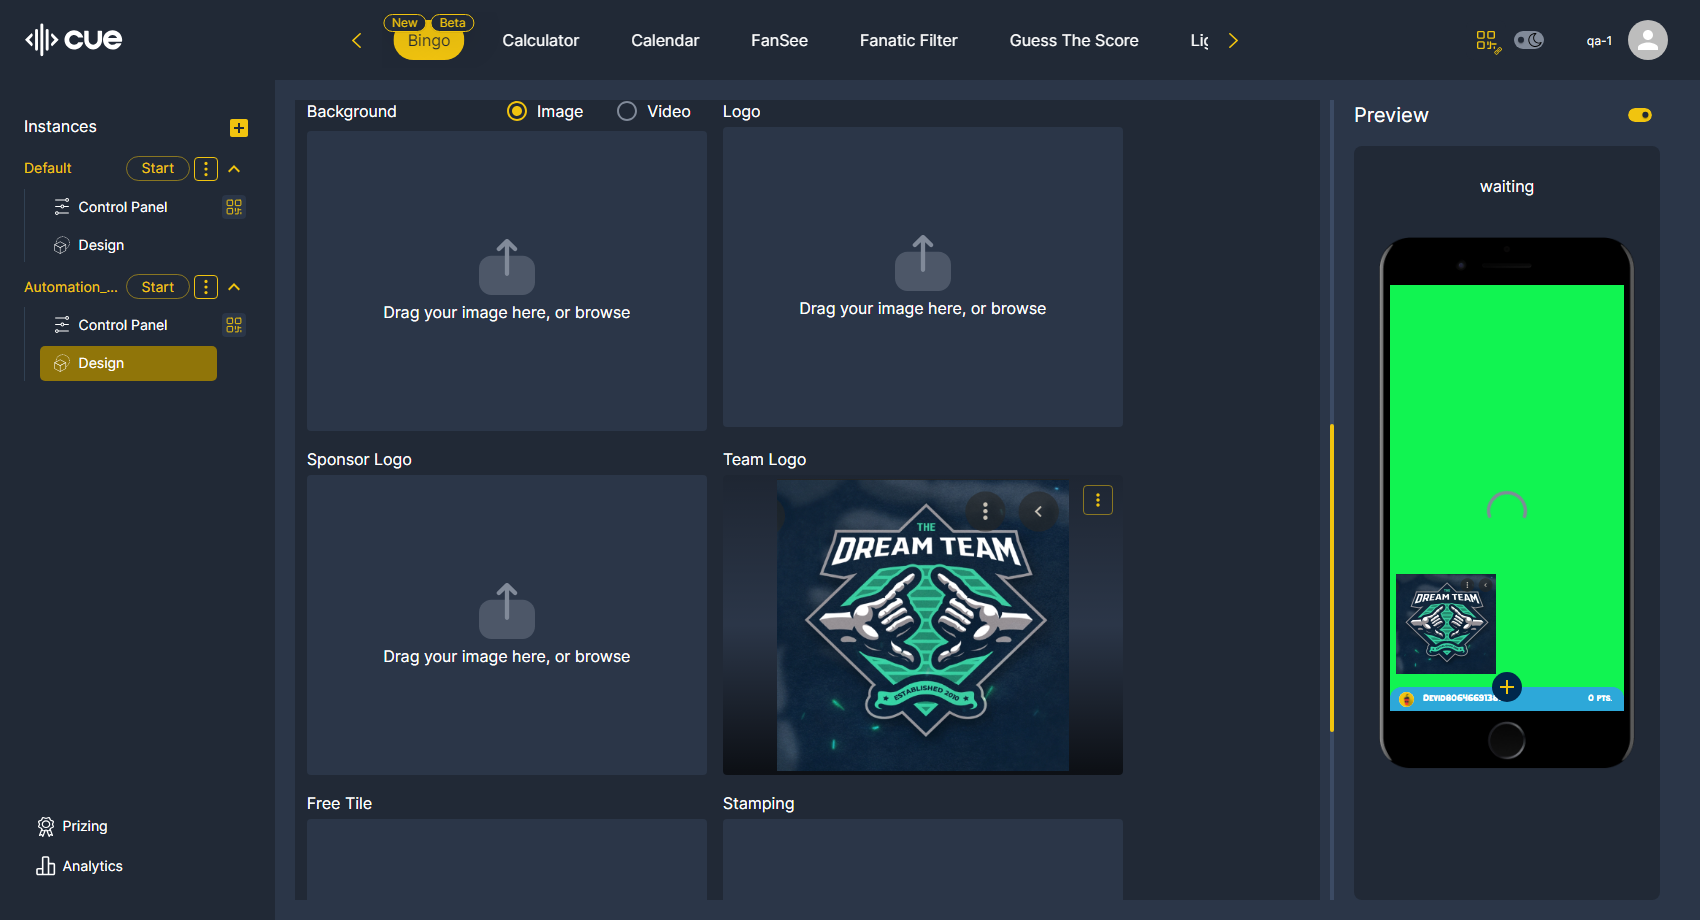 cue
New
Beta
Bingo
Calculator
Calendar
FanSee
Fanatic Filter
Guess The Score
Lig
qa-1
Instances
Default
Start
Control Panel
Design
Automation_...
Start
Control Panel
Design
Prizing
Analytics
Background
Image
Video
Logo
Drag your image here, or browse
Drag your image here, or browse
Sponsor Logo
Team Logo
Drag your image here, or browse
THE
DREAM TEAM
ESTABLISHED 2010
Free Tile
Stamping
Preview
waiting
THE
DREAM TEAM
0 PTS.